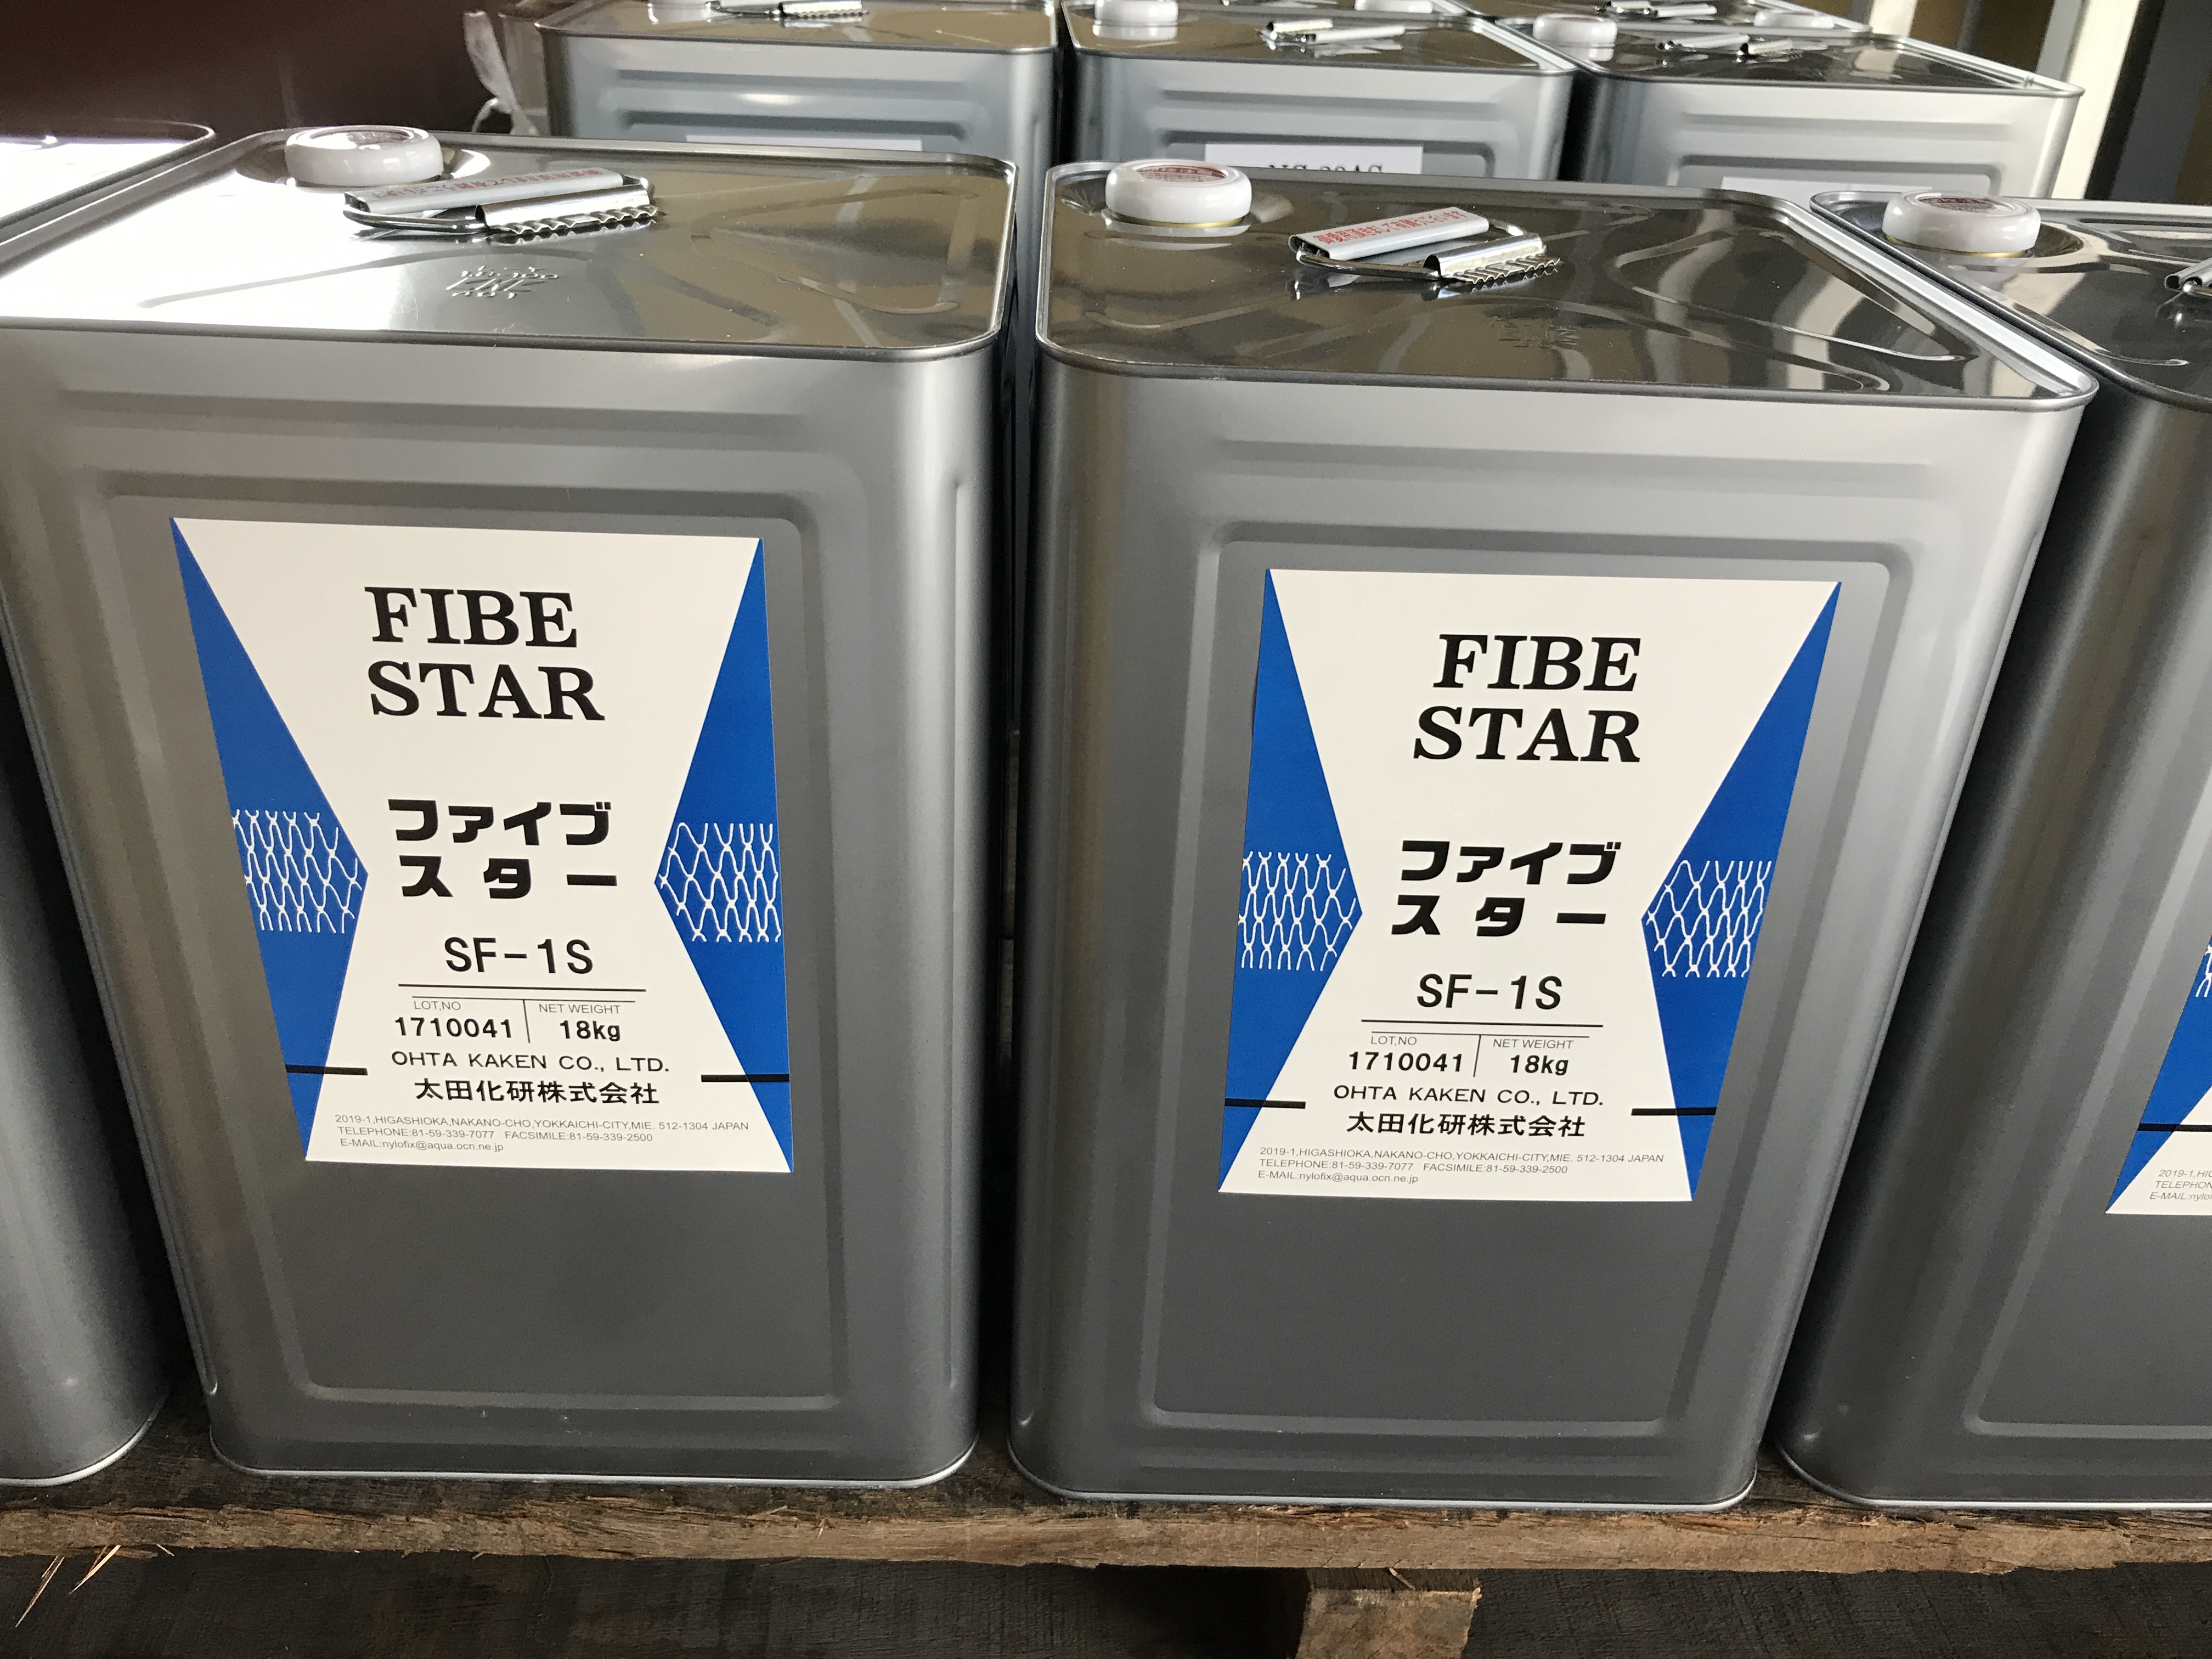 FIBE
STAR
ファイブ
スター
SF-1S
LOT,NO
NET WEIGHT
1710041
18kg
OHTA KAKEN CO., LTD.
太田化研株式会社
2019-1,HIGASHIOKA,NAKANO-CHO,YOKKAICHI-CITY,MIE. 512-1304 JAPAN
TELEPHONE:81-59-339-7077 FACSIMILE:81-59-339-2500
E-MAIL:nylofix@aqua.ocn.ne.jp
FIBE
STAR
ファイブ
スター
SF-1S
LOT,NO
NET WEIGHT
1710041
18kg
OHTA KAKEN CO., LTD.
太田化研株式会社
2019-1,HIGASHIOKA,NAKANO-CHO,YOKKAICHI-CITY,MIE. 512-1304 JAPAN
TELEPHONE:81-59-339-7077 FACSIMILE:81-59-339-2500
E-MAIL:nylofix@aqua.ocn.ne.jp